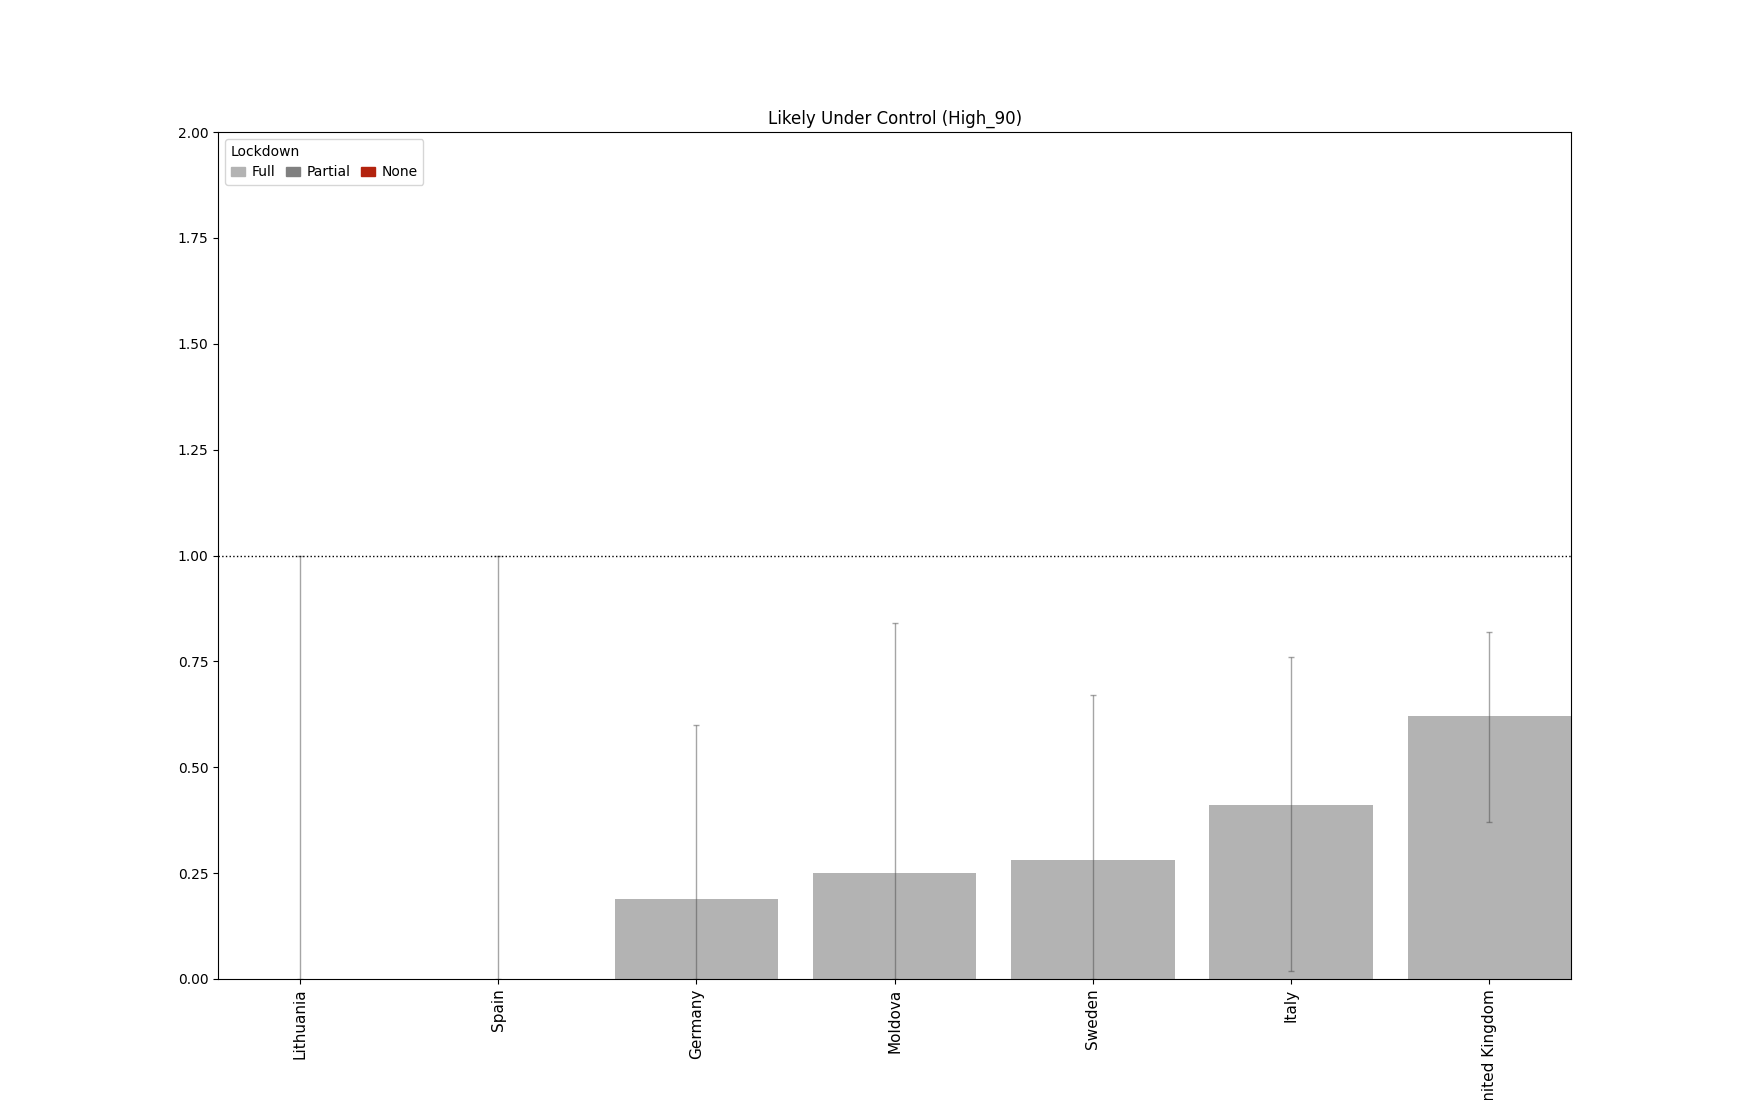 Likely Under Control (High_90)
2.00
Lockdown
Full Partial None
1.75
1.50
1.25
1.00
0.75
0.50
0.25
0.00
Lithuania
Spain
Germany
Moldova
Sweden
Italy
nited Kingdom